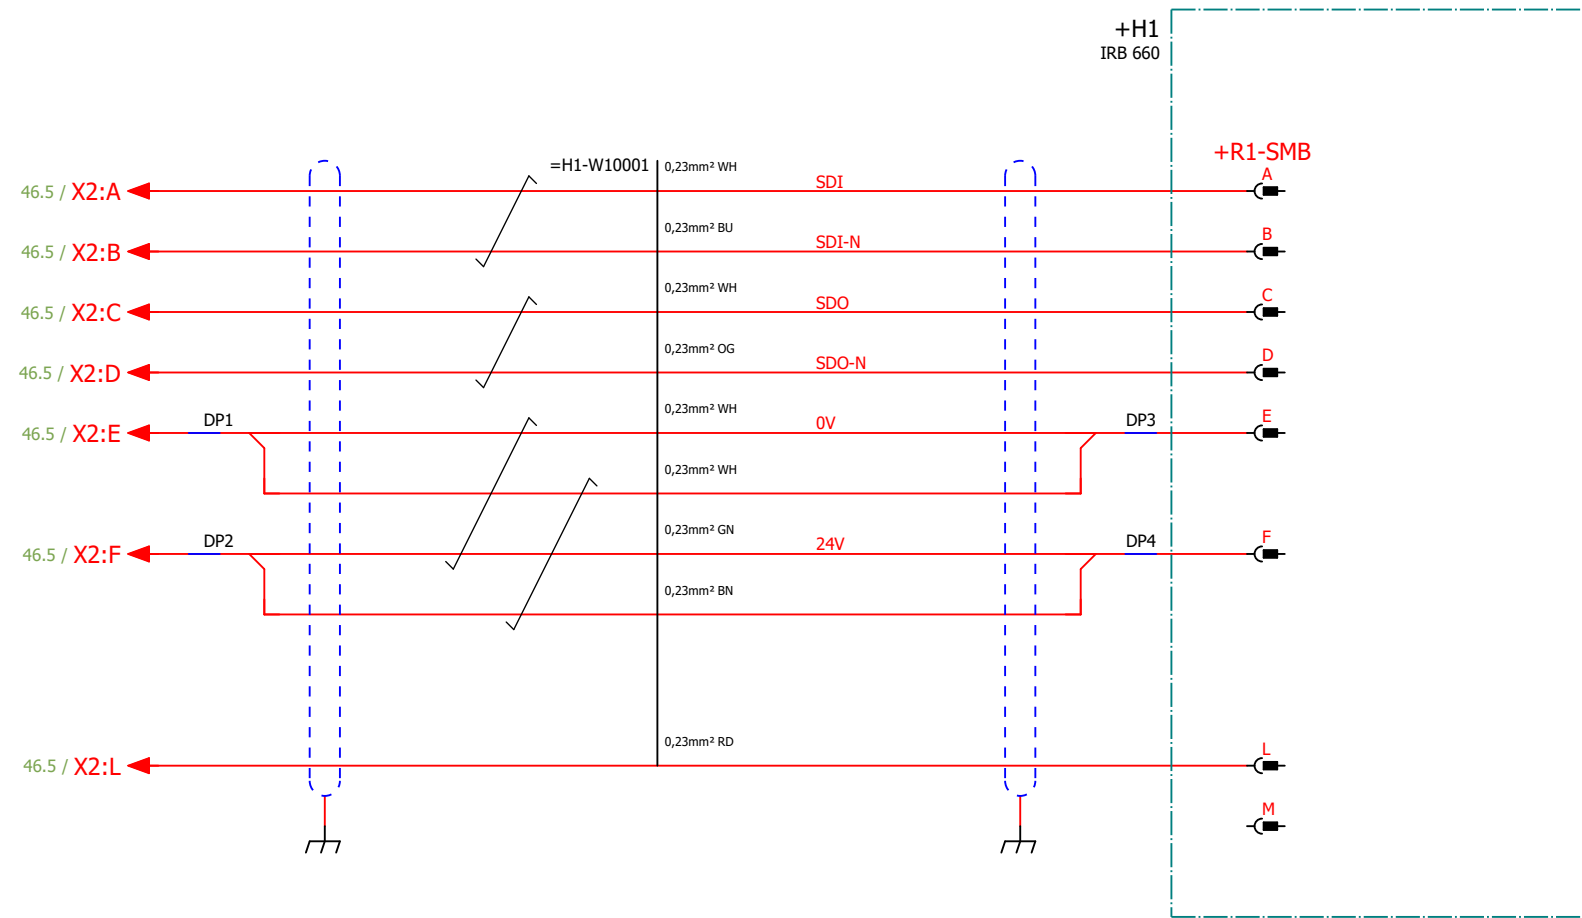 +H1
IRB 660
+R1-SMB
=H1-W10001
0,23mm² WH
46.5 / X2:A
SDI
A
0,23mm² BU
46.5 / X2:B
SDI-N
B
0,23mm² WH
46.5 / X2:C
SDO
C
0,23mm² OG
46.5 / X2:D
SDO-N
D
0,23mm² WH
46.5 / X2:E
DP1
0V
DP3
E
0,23mm² WH
0,23mm² GN
46.5 / X2:F
DP2
24V
DP4
F
0,23mm² BN
0,23mm² RD
46.5 / X2:L
L
M